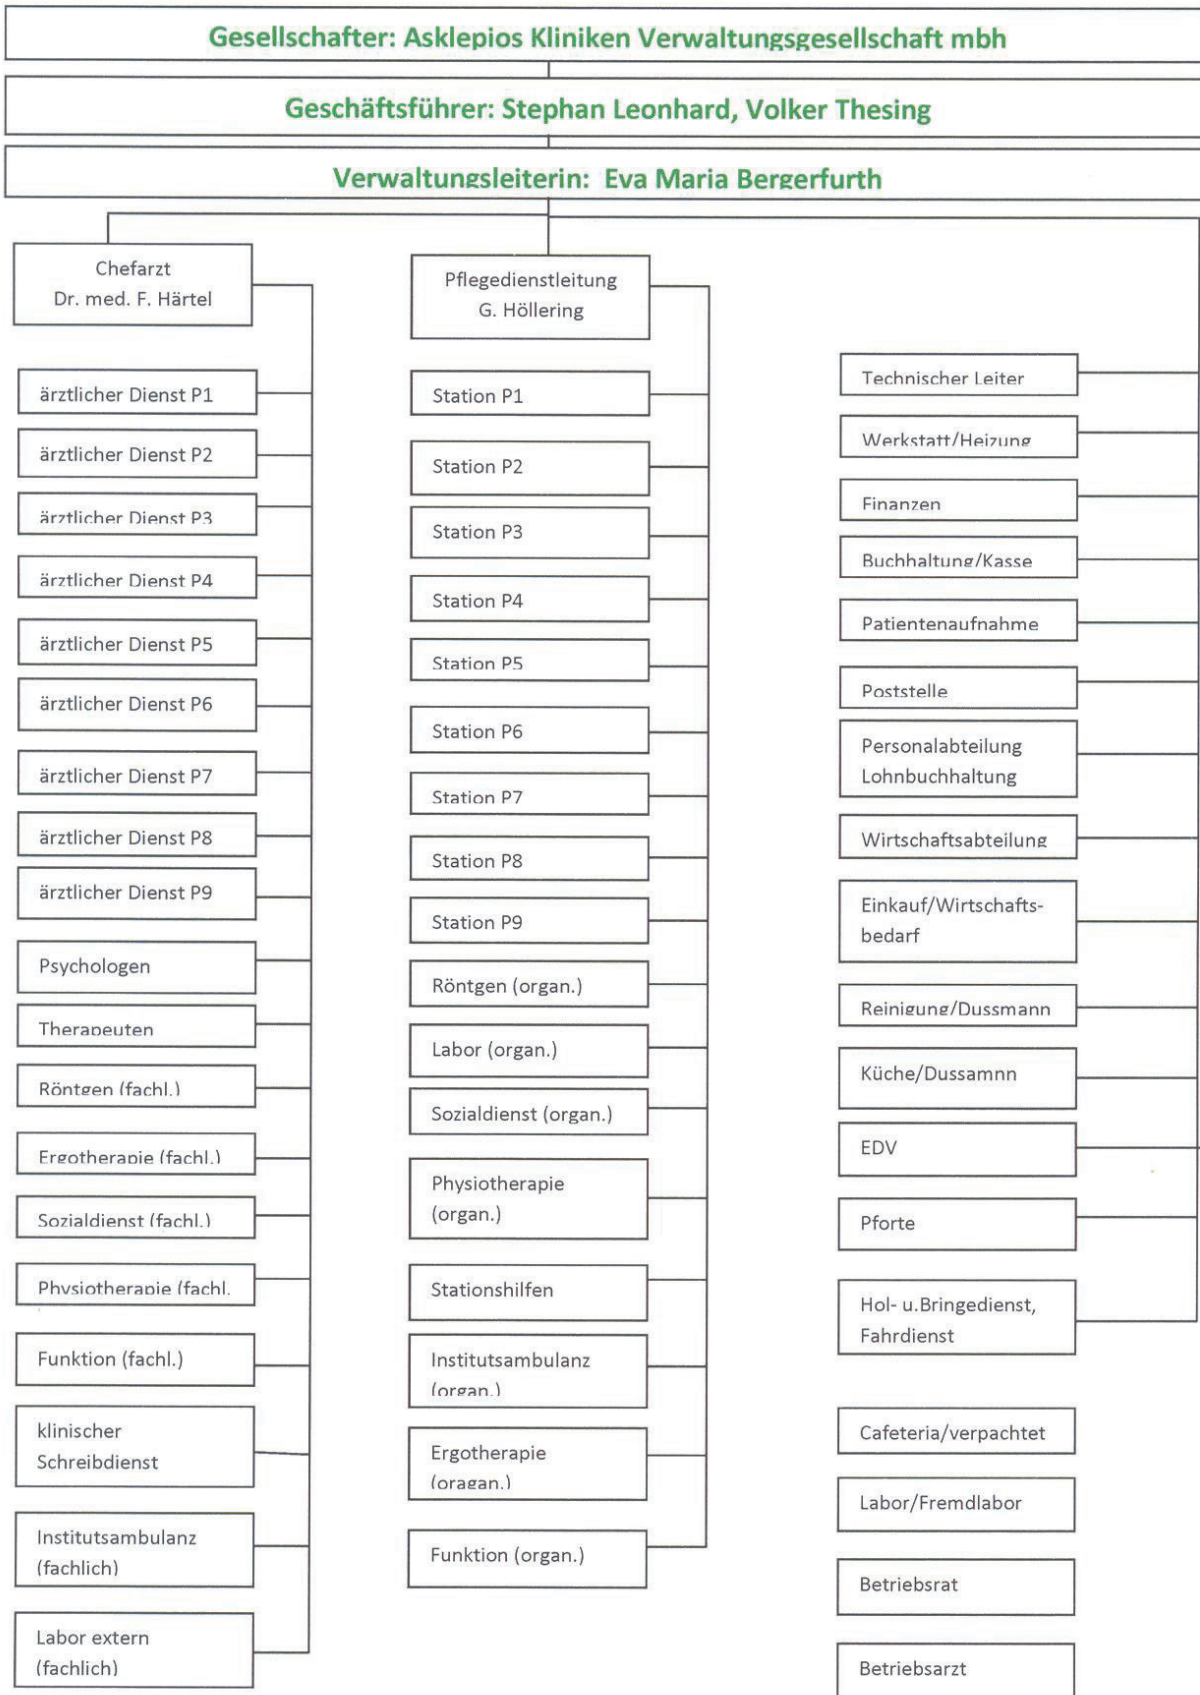 Gesellschafter: Asklepios Kliniken Verwaltungsgesellschaft mbh
Geschäftsführer: Stephan Leonhard, Volker Thesing
Verwaltungsleiterin: Eva Maria Bergerfurth
Chefarzt
Dr. med. F. Härtel
ärztlicher Dienst P1
ärztlicher Dienst P2
ärztlicher Dienst P3
ärztlicher Dienst P4
ärztlicher Dienst P5
ärztlicher Dienst P6
ärztlicher Dienst P7
ärztlicher Dienst P8
ärztlicher Dienst P9
Psychologen
Therapeuten
Röntgen (fachl.)
Ergotherapie (fachl.)
Sozialdienst (fachl.)
Physiotherapie (fachl.
Funktion (fachl.)
klinischer
Schreibdienst
Institutsambulanz
(fachlich)
Labor extern
(fachlich)
Pflegedienstleitung
G. Höllering
Station P1
Station P2
Station P3
Station P4
Station P5
Station P6
Station P7
Station P8
Station P9
Röntgen (organ.)
Labor (organ.)
Sozialdienst (organ.)
Physiotherapie
(organ.)
Stationshilfen
Institutsambulanz
(organ.)
Ergotherapie
(oragan.)
Funktion (organ.)
Technischer Leiter
Werkstatt/Heizung
Finanzen
Buchhaltung/Kasse
Patientenaufnahme
Poststelle
Personalabteilung
Lohnbuchhaltung
Wirtschaftsabteilung
Einkauf/Wirtschafts-
bedarf
Reinigung/Dussmann
Küche/Dussamnn
EDV
Pforte
Hol- u.Bringedienst,
Fahrdienst
Cafeteria/verpachtet
Labor/Fremdlabor
Betriebsrat
Betriebsarzt